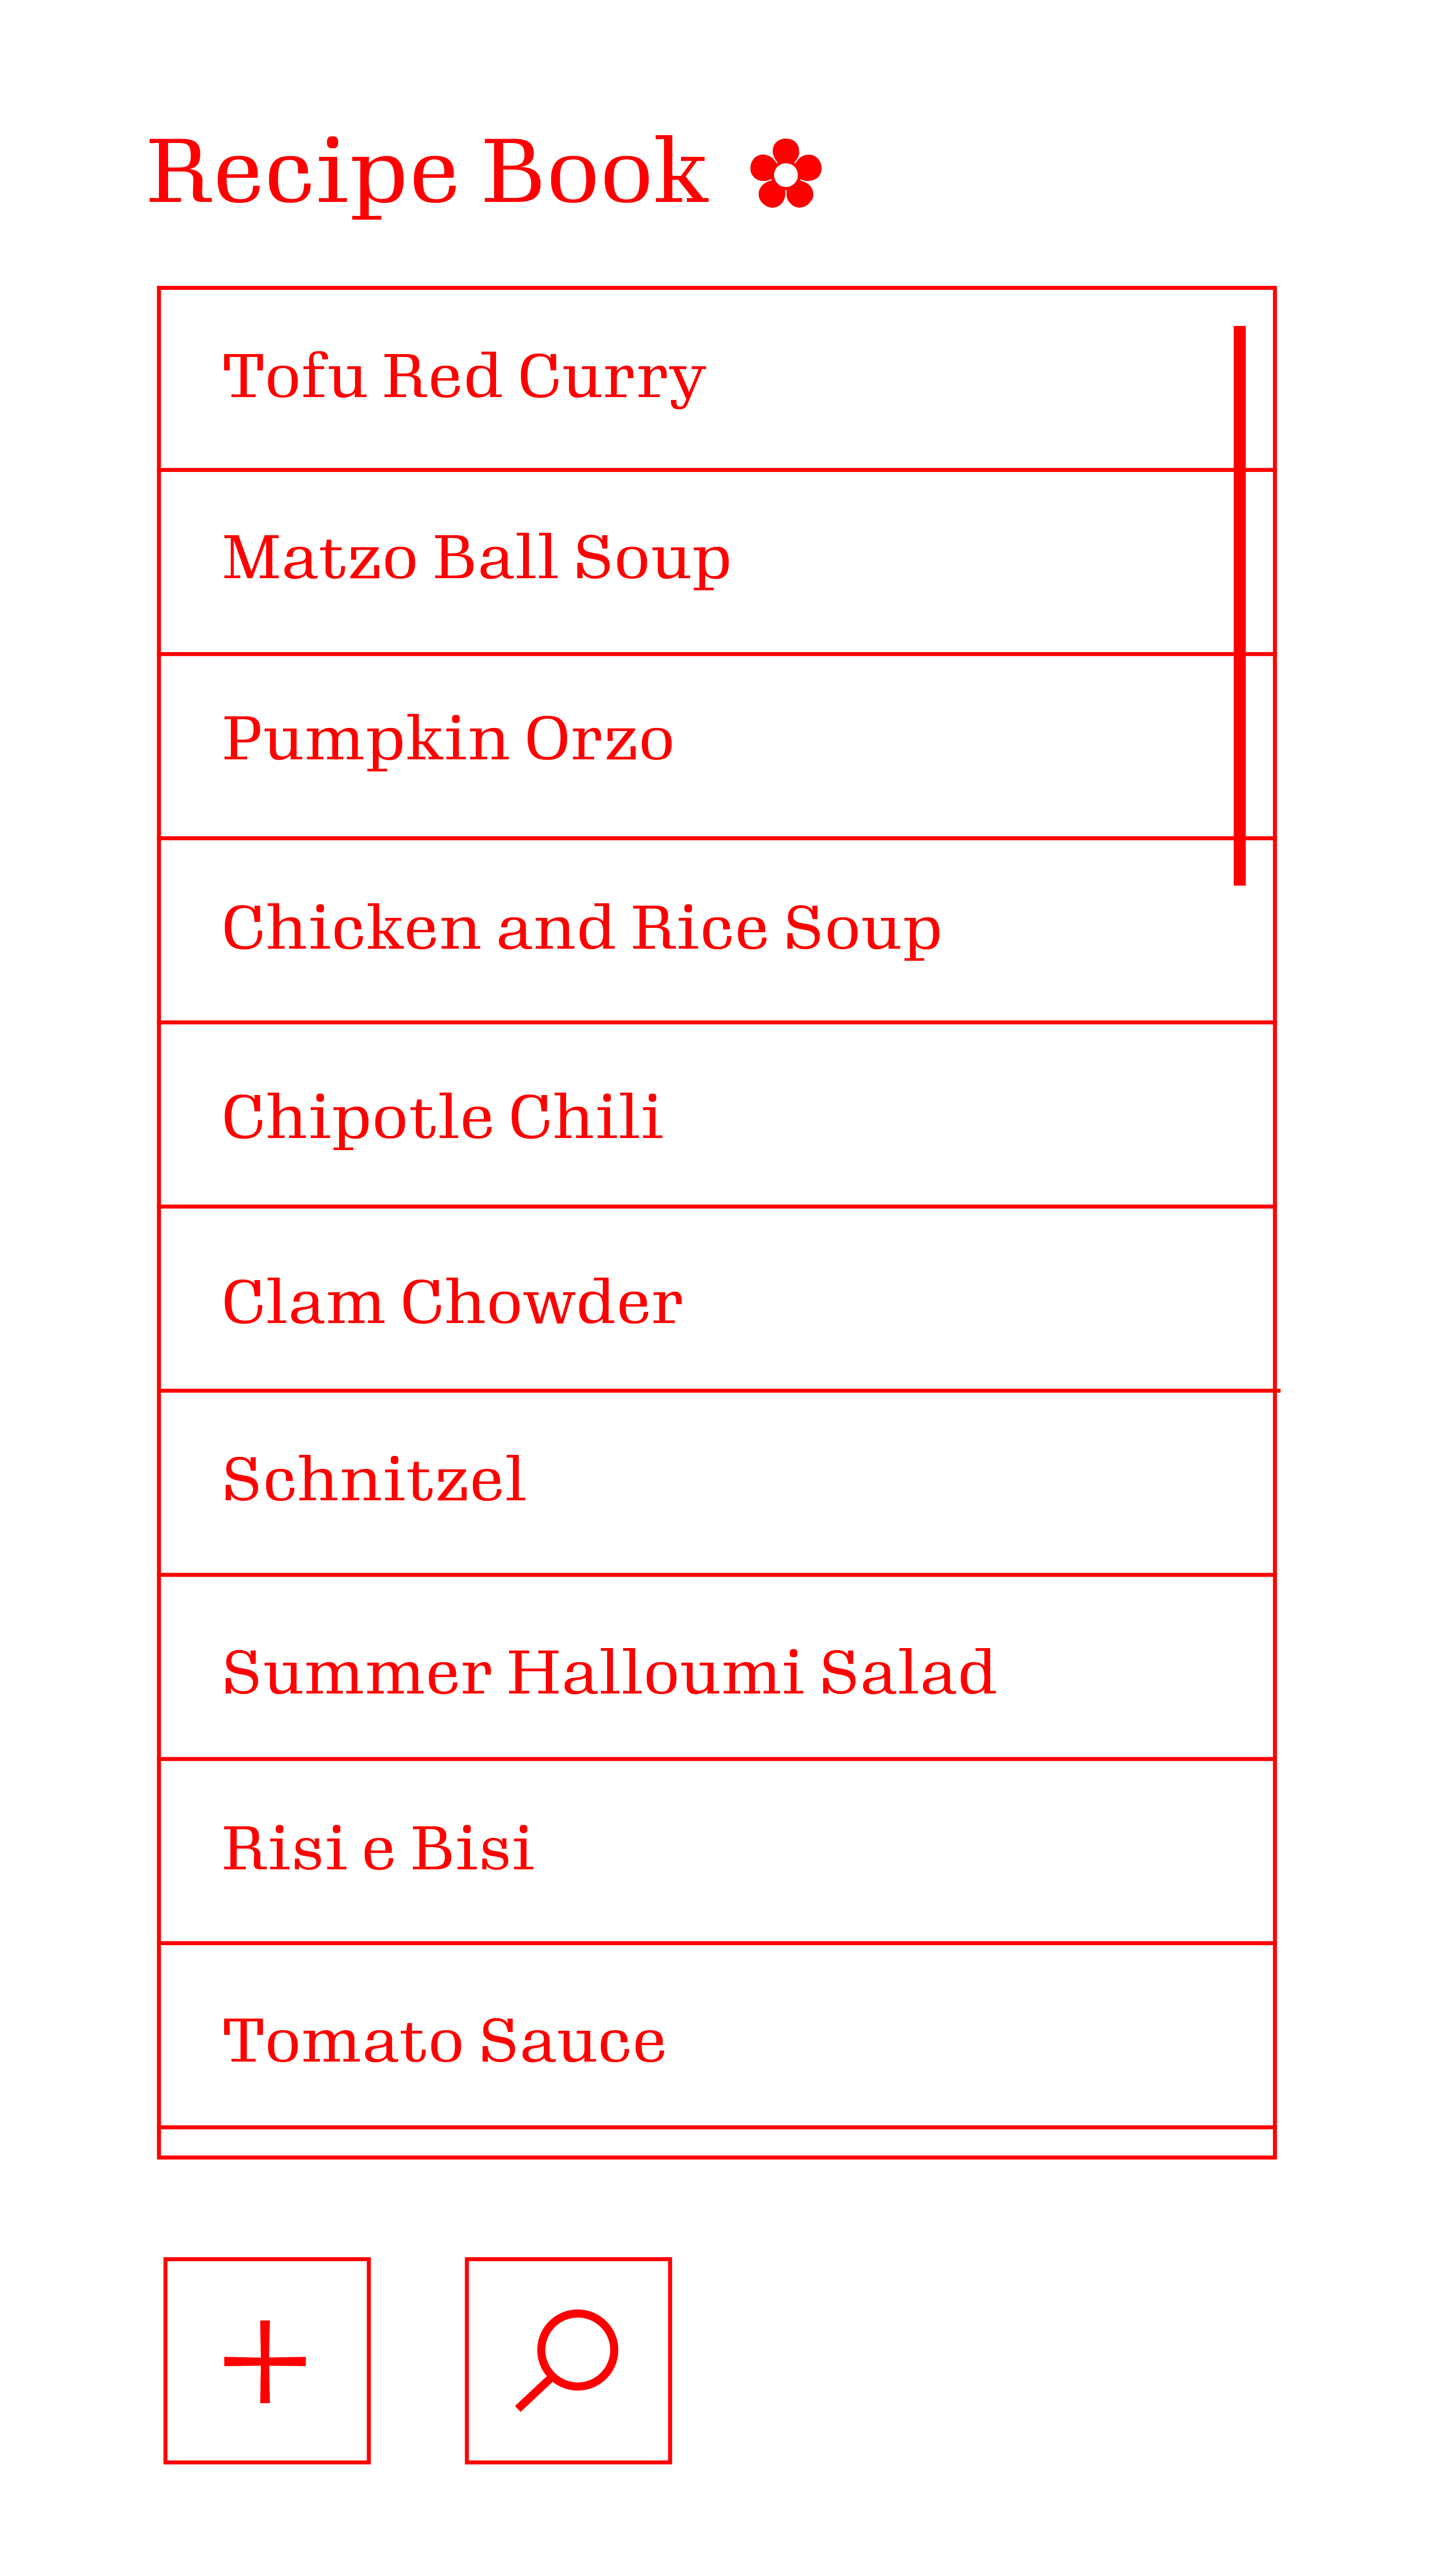 Recipe Book ✿
Tofu Red Curry
Matzo Ball Soup
Pumpkin Orzo
Chicken and Rice Soup
Chipotle Chili
Clam Chowder
Schnitzel
Summer Halloumi Salad
Risi e Bisi
Tomato Sauce
+